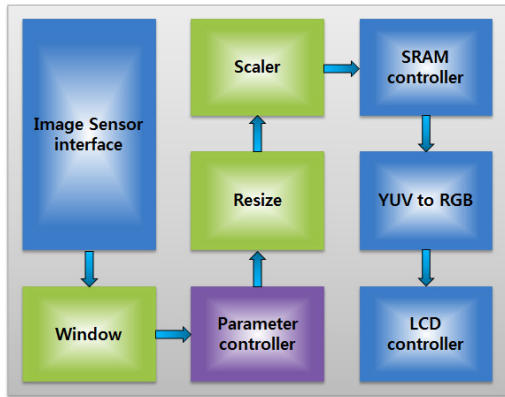 Image Sensor
interface
Window
Parameter
controller
Resize
Scaler
SRAM
controller
YUV to RGB
LCD
controller